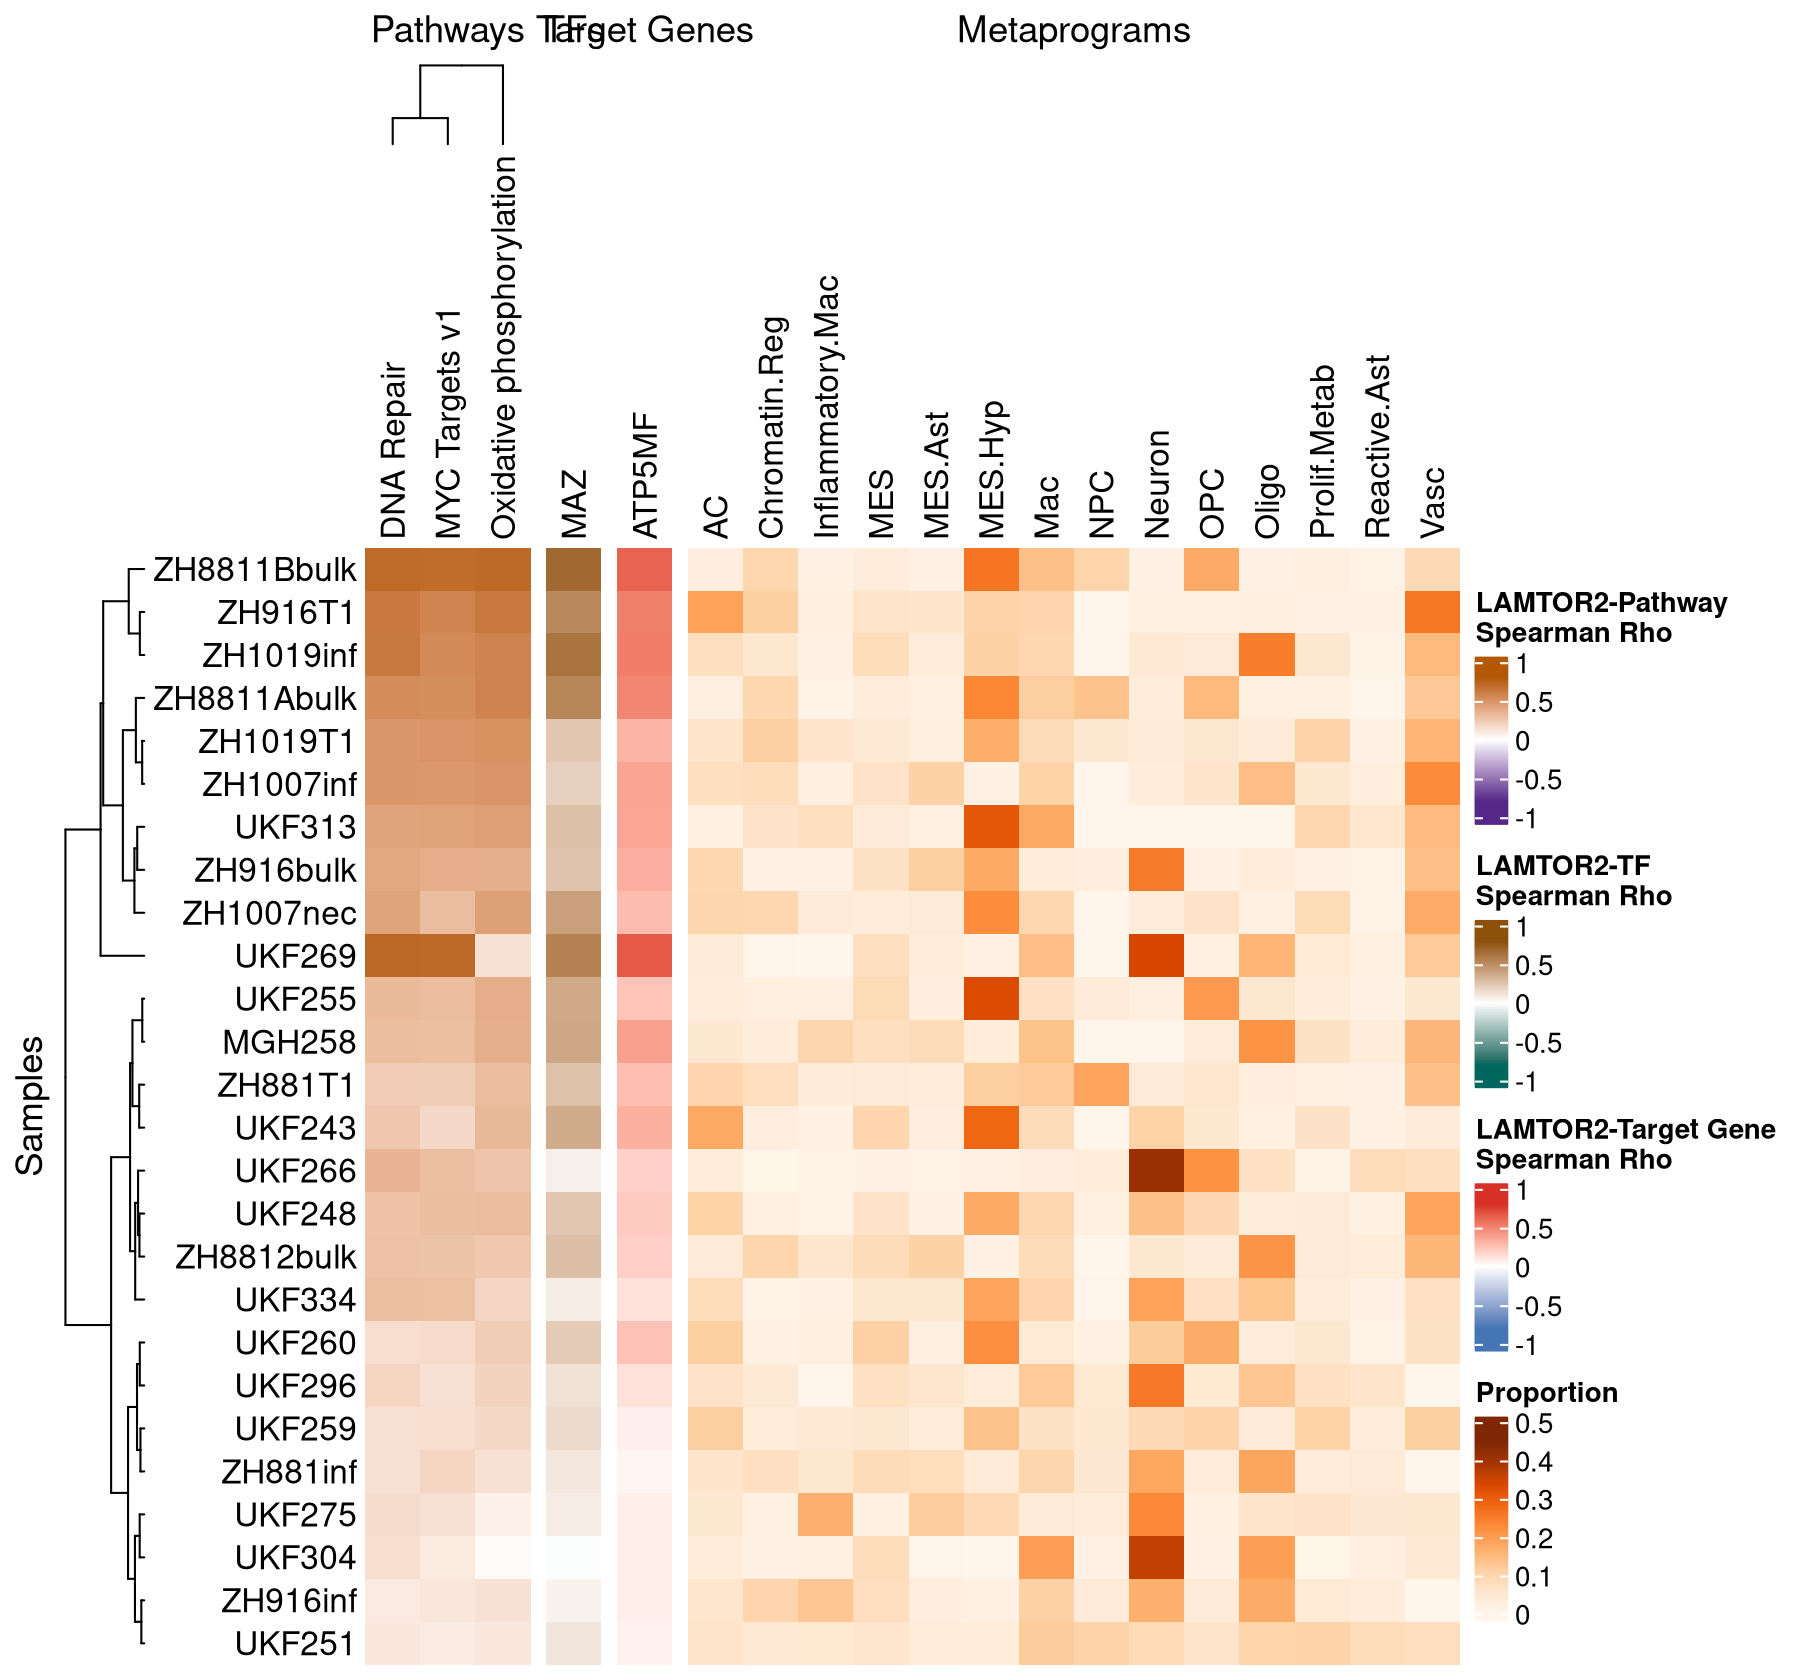 Pathways TFs Target Genes Metaprograms
DNA Repair
MYC Targets v1
Oxidative phosphorylation
MAZ
ATP5MF
AC
Chromatin.Reg
Inflammatory.Mac
MES
MES.Ast
MES.Hyp
Mac
NPC
Neuron
OPC
Oligo
Prolif.Metab
Reactive.Ast
Vasc
Samples
ZH8811Bbulk
ZH916T1
ZH1019inf
ZH8811Abulk
ZH1019T1
ZH1007inf
UKF313
ZH916bulk
ZH1007nec
UKF269
UKF255
MGH258
ZH881T1
UKF243
UKF266
UKF248
ZH8812bulk
UKF334
UKF260
UKF296
UKF259
ZH881inf
UKF275
UKF304
ZH916inf
UKF251
LAMTOR2-Pathway
Spearman Rho
1
0.5
0
-0.5
-1
LAMTOR2-TF
Spearman Rho
1
0.5
0
-0.5
-1
LAMTOR2-Target Gene
Spearman Rho
1
0.5
0
-0.5
-1
Proportion
0.5
0.4
0.3
0.2
0.1
0